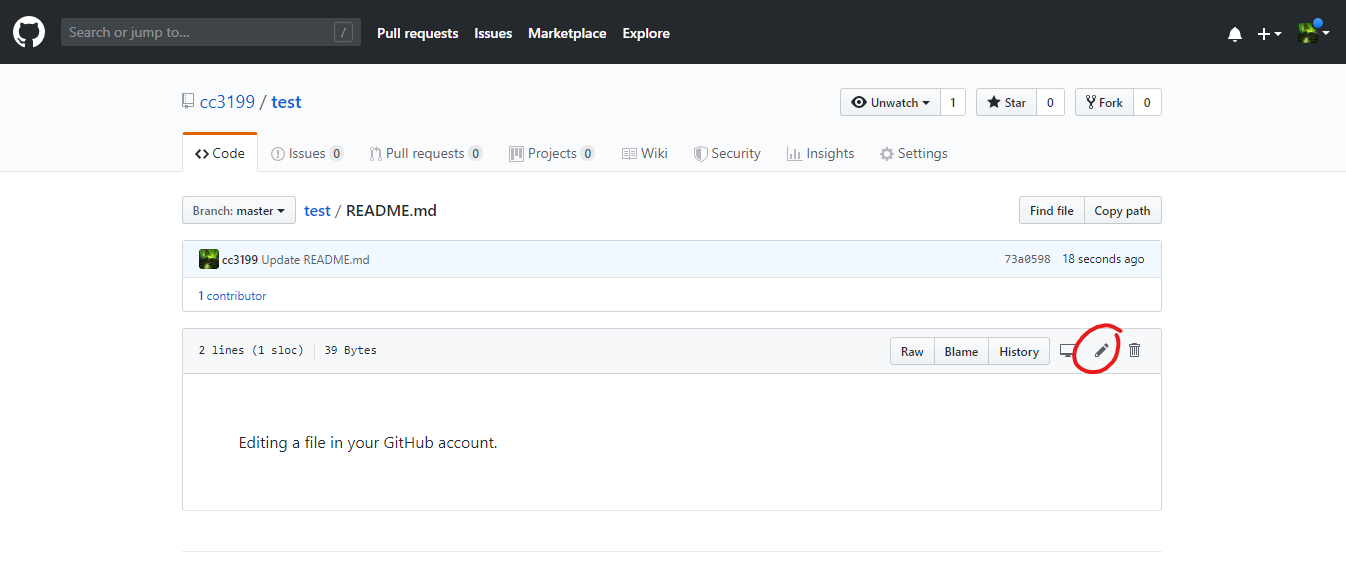 Search or jump to... / Pull requests Issues Marketplace Explore
cc3199 / test Unwatch 1 Star 0 Fork 0
Code Issues 0 Pull requests 0 Projects 0 Wiki Security Insights Settings
Branch: master test / README.md Find file Copy path
cc3199 Update README.md 73a0598 18 seconds ago
1 contributor
2 lines (1 sloc) 39 Bytes Raw Blame History
Editing a file in your GitHub account.